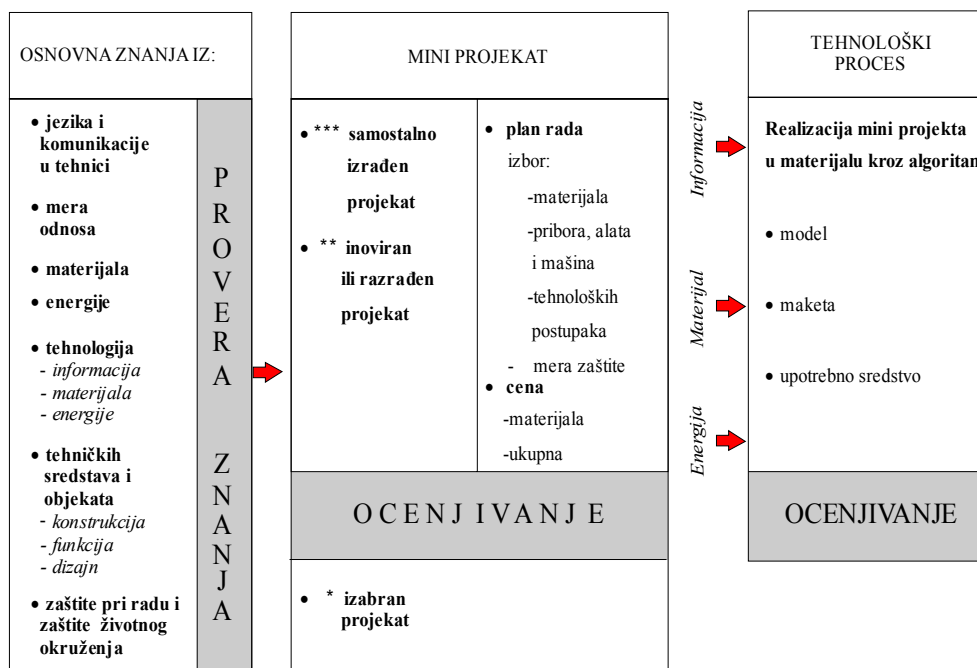 OSNOVNA ZNANJA IZ:
• jezika i
komunikacije
u tehnici
• mera
odnosa
• materijala
• energije
• tehnologija
- informacija
- materijala
- energije
• tehničkih
sredstava i
objekata
- konstrukcija
- funkcija
- dizajn
• zaštite pri radu i
zaštite životnog
okruženja
PROVERA ZNANJA
MINI PROJEKAT
• *** samostalno
izrađen
projekat
• ** inoviran
ili razrađen
projekat
• plan rada
izbor:
-materijala
-pribora, alata
i mašina
-tehnoloških
postupaka
- mera zaštite
• cena
-materijala
-ukupna
O C E N J I V A N J E
• * izabran
projekat
Informacija
Materijal
Energija
TEHNOLOŠKI
PROCES
Realizacija mini projekta
u materijalu kroz algoritam
• model
• maketa
• upotrebno sredstvo
OCENJIVANJE